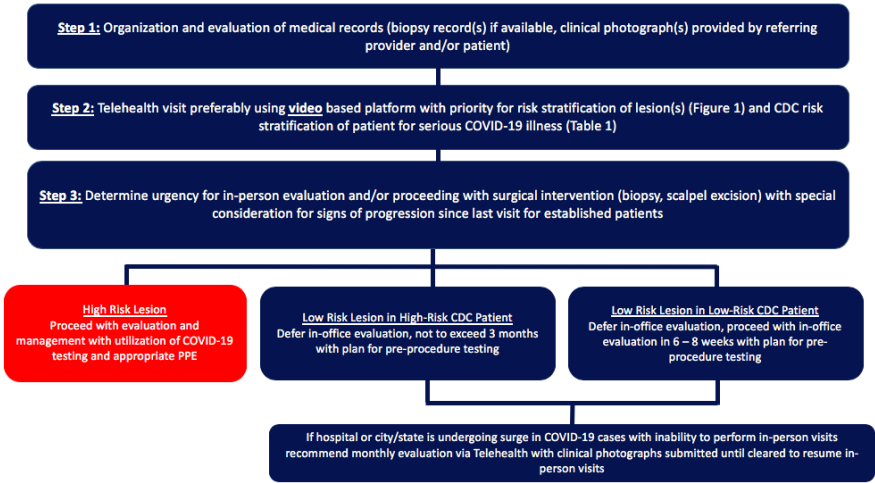 Step 1: Organization and evaluation of medical records (biopsy record(s) if available, clinical photograph(s) provided by referring
provider and/or patient)
Step 2: Telehealth visit preferably using video based platform with priority for risk stratification of lesion(s) (Figure 1) and CDC risk
stratification of patient for serious COVID-19 illness (Table 1)
Step 3: Determine urgency for in-person evaluation and/or proceeding with surgical intervention (biopsy, scalpel excision) with special
consideration for signs of progression since last visit for established patients
High Risk Lesion
Proceed with evaluation and
management with utilization of COVID-19
testing and appropriate PPE
Low Risk Lesion in High-Risk CDC Patient
Defer in-office evaluation, not to exceed 3 months
with plan for pre-procedure testing
Low Risk Lesion in Low-Risk CDC Patient
Defer in-office evaluation, proceed with in-office
evaluation in 6 – 8 weeks with plan for pre-
procedure testing
If hospital or city/state is undergoing surge in COVID-19 cases with inability to perform in-person visits
recommend monthly evaluation via Telehealth with clinical photographs submitted until cleared to resume in-
person visits